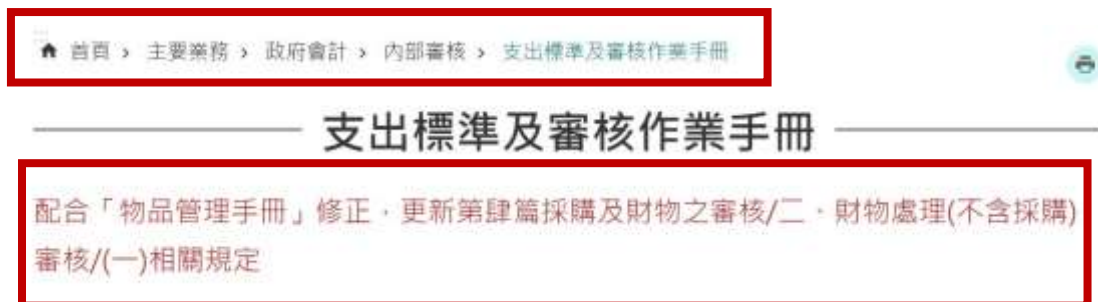 首頁 › 主要業務 › 政府會計 › 內部審核 › 支出標準及審核作業手冊
支出標準及審核作業手冊
配合「物品管理手冊」修正，更新第肆篇採購及財物之審核/二、財物處理(不含採購)
審核/(一)相關規定